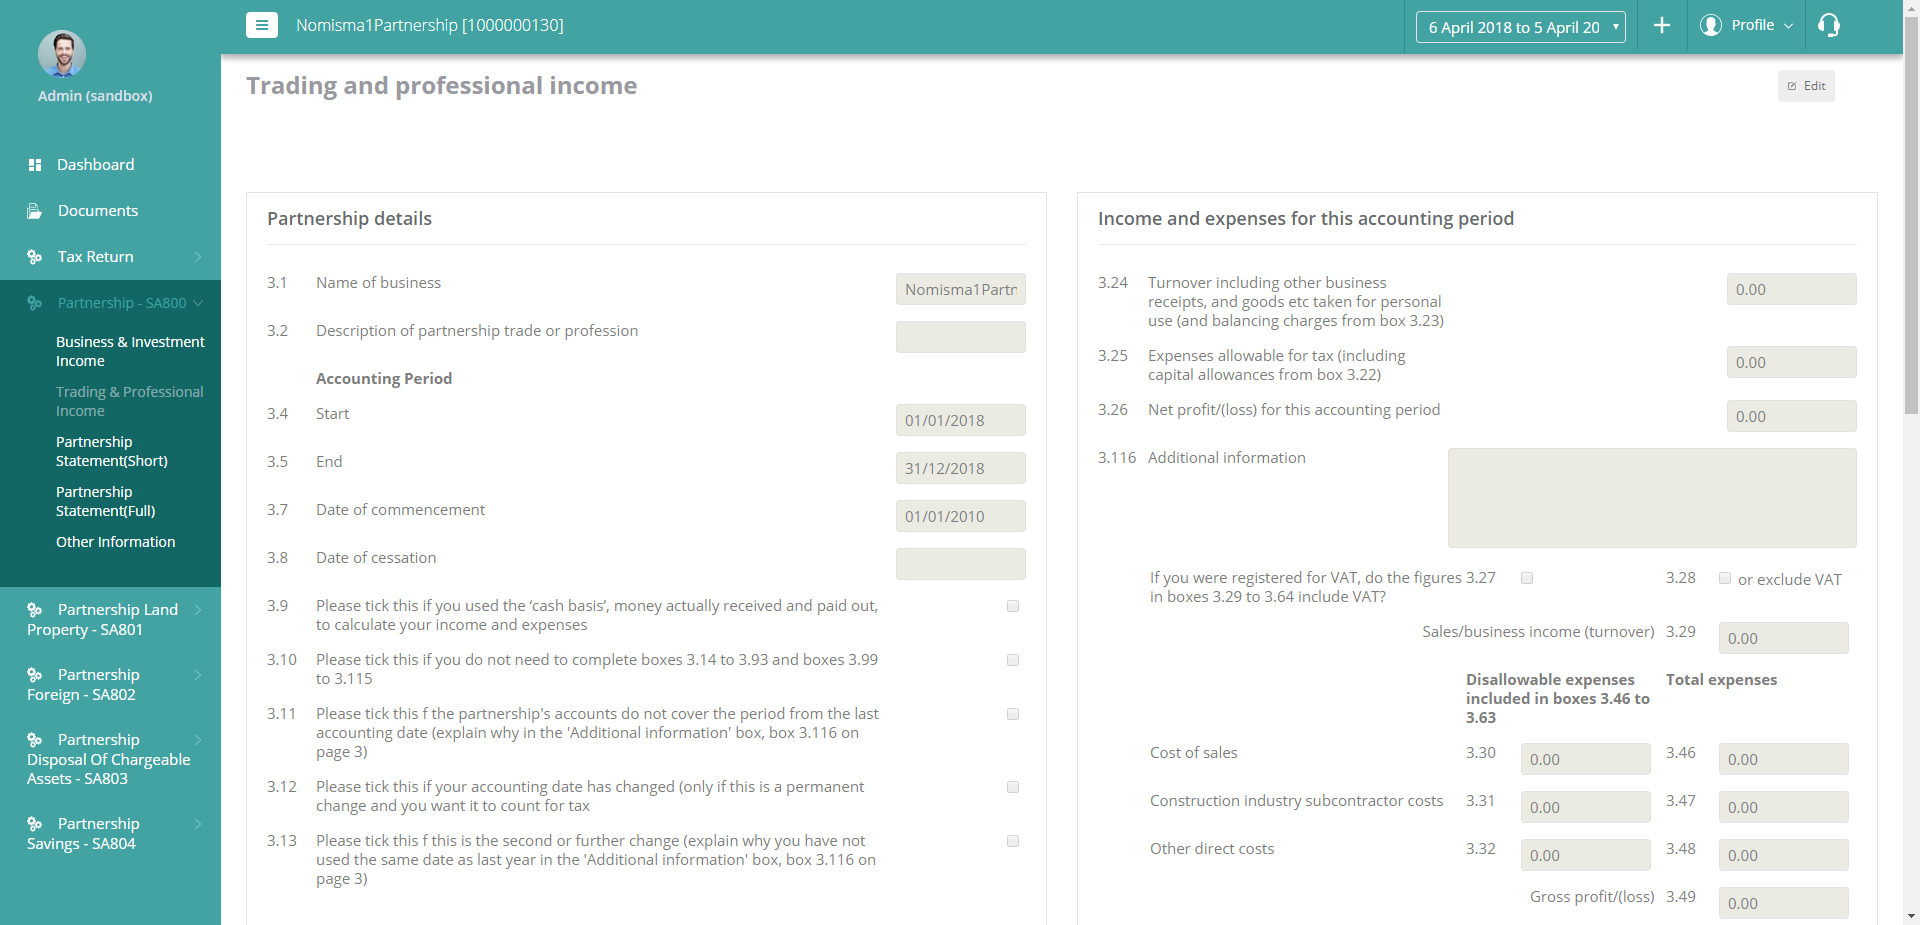 Nomisma1Partnership [1000000130]
6 April 2018 to 5 April 20
Profile
Admin (sandbox)
Dashboard
Documents
Tax Return
Partnership - SA800
Business & Investment
Income
Trading & Professional
Income
Partnership
Statement(Short)
Partnership
Statement(Full)
Other Information
Partnership Land
Property - SA801
Partnership
Foreign - SA802
Partnership
Disposal Of Chargeable
Assets - SA803
Partnership
Savings - SA804
Trading and professional income
Edit
Partnership details
3.1 Name of business Nomisma1Partn
3.2 Description of partnership trade or profession
Accounting Period
3.4 Start 01/01/2018
3.5 End 31/12/2018
3.7 Date of commencement 01/01/2010
3.8 Date of cessation
3.9 Please tick this if you used the ‘cash basis’, money actually received and paid out,
to calculate your income and expenses
3.10 Please tick this if you do not need to complete boxes 3.14 to 3.93 and boxes 3.99
to 3.115
3.11 Please tick this f the partnership's accounts do not cover the period from the last
accounting date (explain why in the 'Additional information' box, box 3.116 on
page 3)
3.12 Please tick this if your accounting date has changed (only if this is a permanent
change and you want it to count for tax
3.13 Please tick this f this is the second or further change (explain why you have not
used the same date as last year in the 'Additional information' box, box 3.116 on
page 3)
Income and expenses for this accounting period
3.24 Turnover including other business 0.00
receipts, and goods etc taken for personal
use (and balancing charges from box 3.23)
3.25 Expenses allowable for tax (including 0.00
capital allowances from box 3.22)
3.26 Net profit/(loss) for this accounting period 0.00
3.116 Additional information
If you were registered for VAT, do the figures 3.27 3.28 or exclude VAT
in boxes 3.29 to 3.64 include VAT?
Sales/business income (turnover) 3.29 0.00
Disallowable expenses Total expenses
included in boxes 3.46 to
3.63
Cost of sales 3.30 0.00 3.46 0.00
Construction industry subcontractor costs 3.31 0.00 3.47 0.00
Other direct costs 3.32 0.00 3.48 0.00
Gross profit/(loss) 3.49 0.00